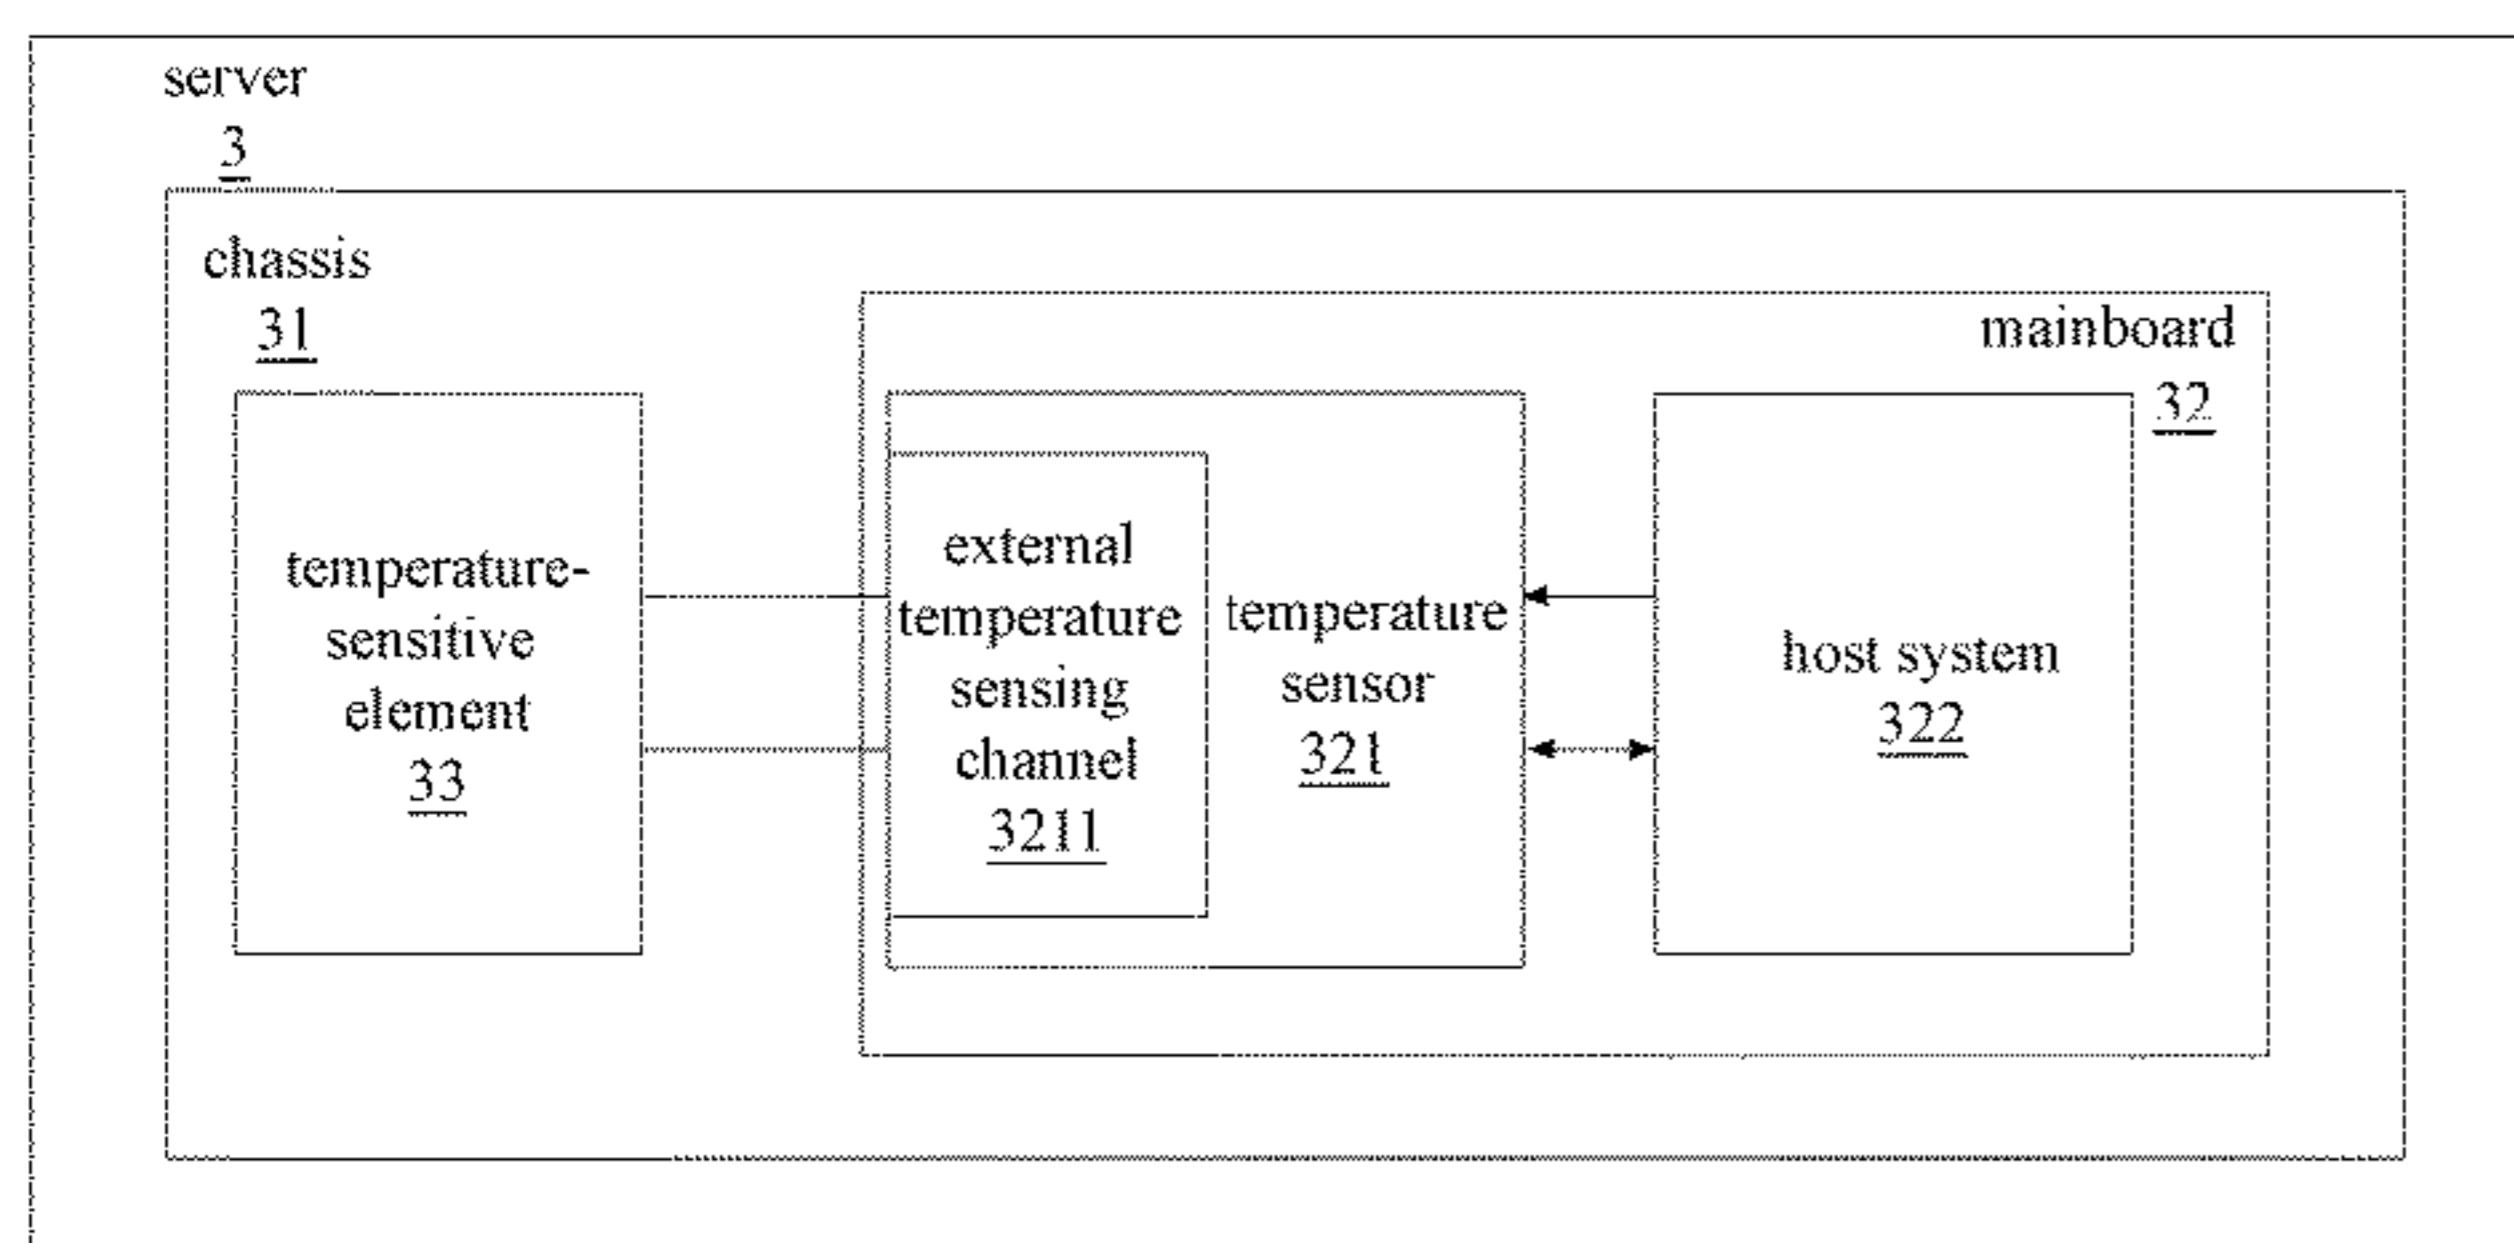 server
3
chassis
31
mainboard
32
temperature-
sensitive
element
33
external
temperature
sensing
channel
3211
temperature
sensor
321
host system
322